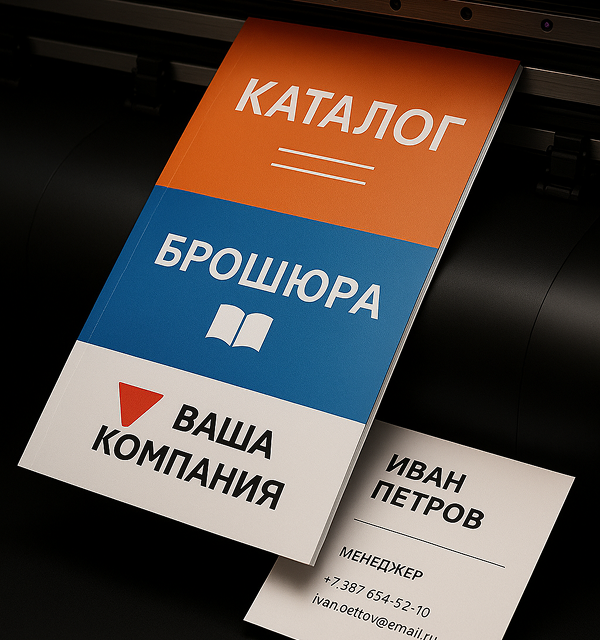 КАТАЛОГ
БРОШЮРА
ВАША
КОМПАНИЯ
ИВАН
ПЕТРОВ
МЕНЕДЖЕР
+7.387 654-52-10
ivan.oettov@email.ru